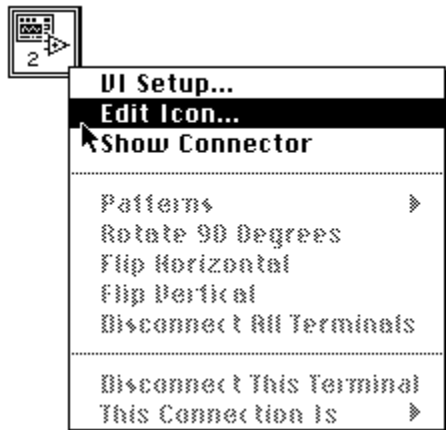 2
VI Setup...
Edit Icon...
Show Connector
Patterns
Rotate 90 Degrees
Flip Horizontal
Flip Vertical
Disconnect All Terminals
Disconnect This Terminal
This Connection Is